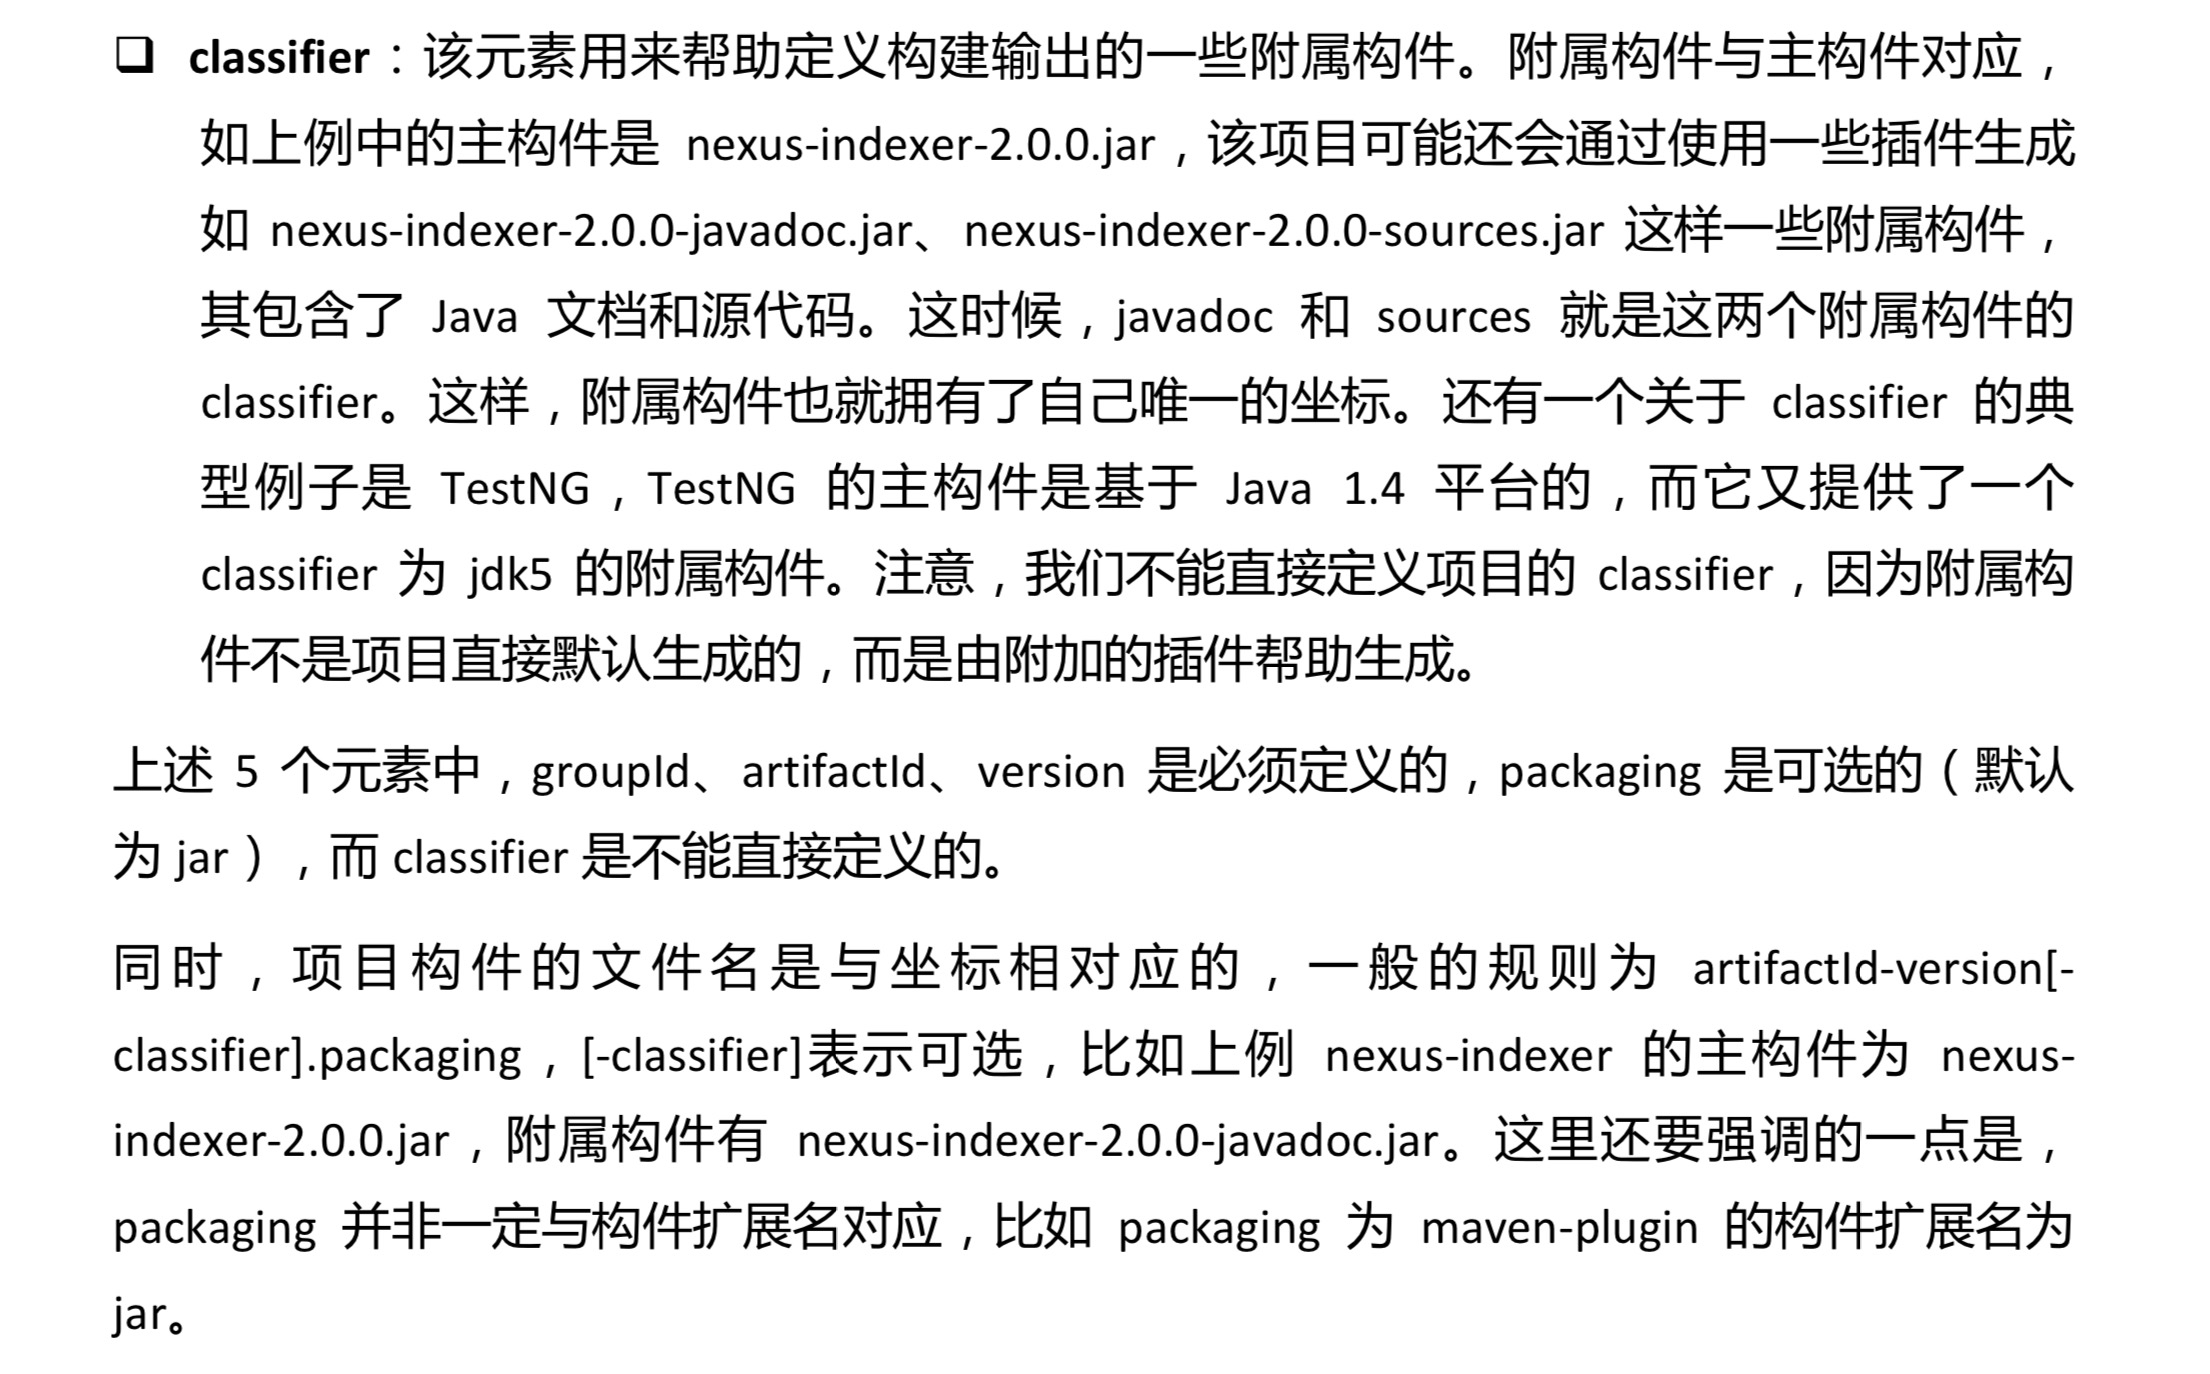 ❑ classifier：该元素用来帮助定义构建输出的一些附属构件。附属构件与主构件对应，
如上例中的主构件是 nexus-indexer-2.0.0.jar，该项目可能还会通过使用一些插件生成
如 nexus-indexer-2.0.0-javadoc.jar、nexus-indexer-2.0.0-sources.jar 这样一些附属构件，
其包含了 Java 文档和源代码。这时候，javadoc 和 sources 就是这两个附属构件的
classifier。这样，附属构件也就拥有了自己唯一的坐标。还有一个关于 classifier 的典
型例子是 TestNG，TestNG 的主构件是基于 Java 1.4 平台的，而它又提供了一个
classifier 为 jdk5 的附属构件。注意，我们不能直接定义项目的 classifier，因为附属构
件不是项目直接默认生成的，而是由附加的插件帮助生成。
上述 5 个元素中，groupId、artifactId、version 是必须定义的，packaging 是可选的（默认
为 jar），而 classifier 是不能直接定义的。
同时，项目构件的文件名是与坐标相对应的，一般的规则为 artifactId-version[-
classifier].packaging，[-classifier]表示可选，比如上例 nexus-indexer 的主构件为 nexus-
indexer-2.0.0.jar，附属构件有 nexus-indexer-2.0.0-javadoc.jar。这里还要强调的一点是，
packaging 并非一定与构件扩展名对应，比如 packaging 为 maven-plugin 的构件扩展名为
jar。